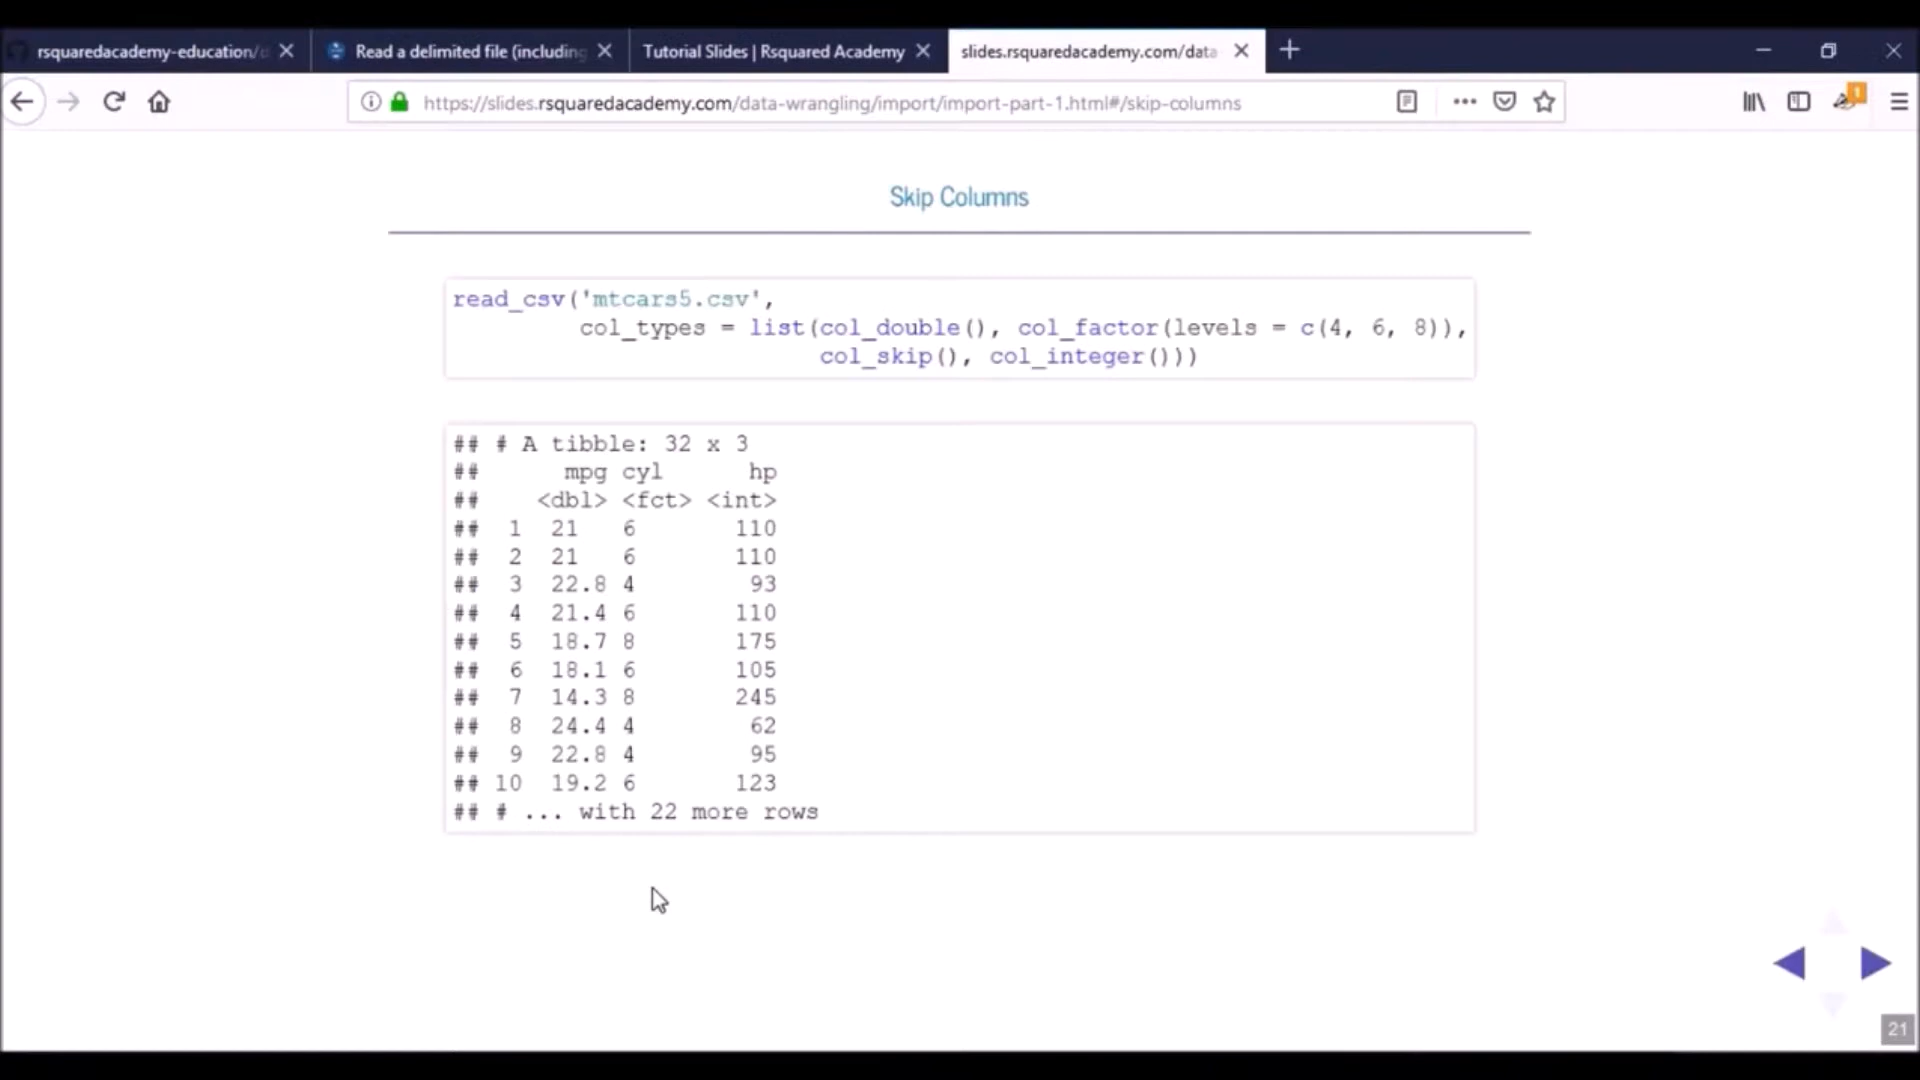 rsquaredacademy-education/
Read a delimited file (including
Tutorial Slides | Rsquared Academy
slides.rsquaredacademy.com/data
https://slides.rsquaredacademy.com/data-wrangling/import/import-part-1.html#/skip-columns
1
Skip Columns
read_csv('mtcars5.csv',
col_types = list(col_double(), col_factor(levels = c(4, 6, 8)),
col_skip(), col_integer()))
## # A tibble: 32 x 3
## mpg cyl hp
## <dbl> <fct> <int>
## 1 21 6 110
## 2 21 6 110
## 3 22.8 4 93
## 4 21.4 6 110
## 5 18.7 8 175
## 6 18.1 6 105
## 7 14.3 8 245
## 8 24.4 4 62
## 9 22.8 4 95
## 10 19.2 6 123
## # ... with 22 more rows
21